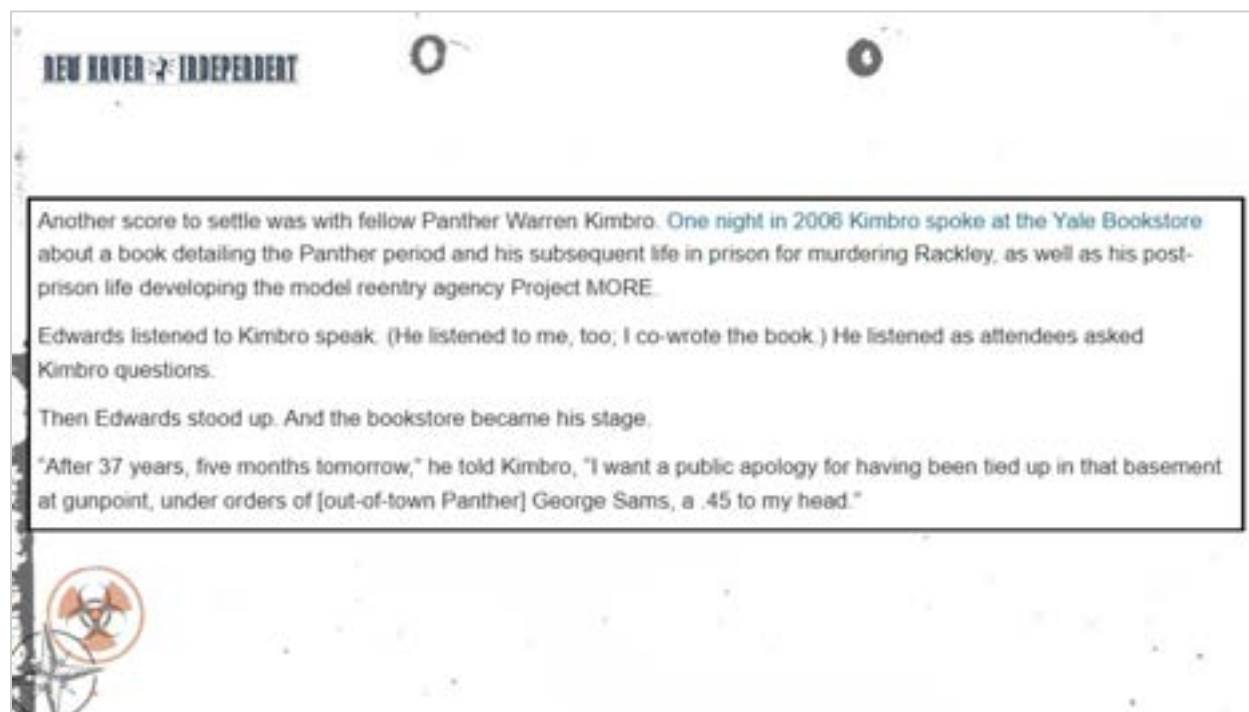 NEW HAVEN INDEPENDENT
Another score to settle was with fellow Panther Warren Kimbro. One night in 2006 Kimbro spoke at the Yale Bookstore
about a book detailing the Panther period and his subsequent life in prison for murdering Rackley, as well as his post-
prison life developing the model reentry agency Project MORE.
Edwards listened to Kimbro speak. (He listened to me, too; I co-wrote the book.) He listened as attendees asked
Kimbro questions.
Then Edwards stood up. And the bookstore became his stage.
"After 37 years, five months tomorrow," he told Kimbro, "I want a public apology for having been tied up in that basement
at gunpoint, under orders of [out-of-town Panther] George Sams, a .45 to my head."